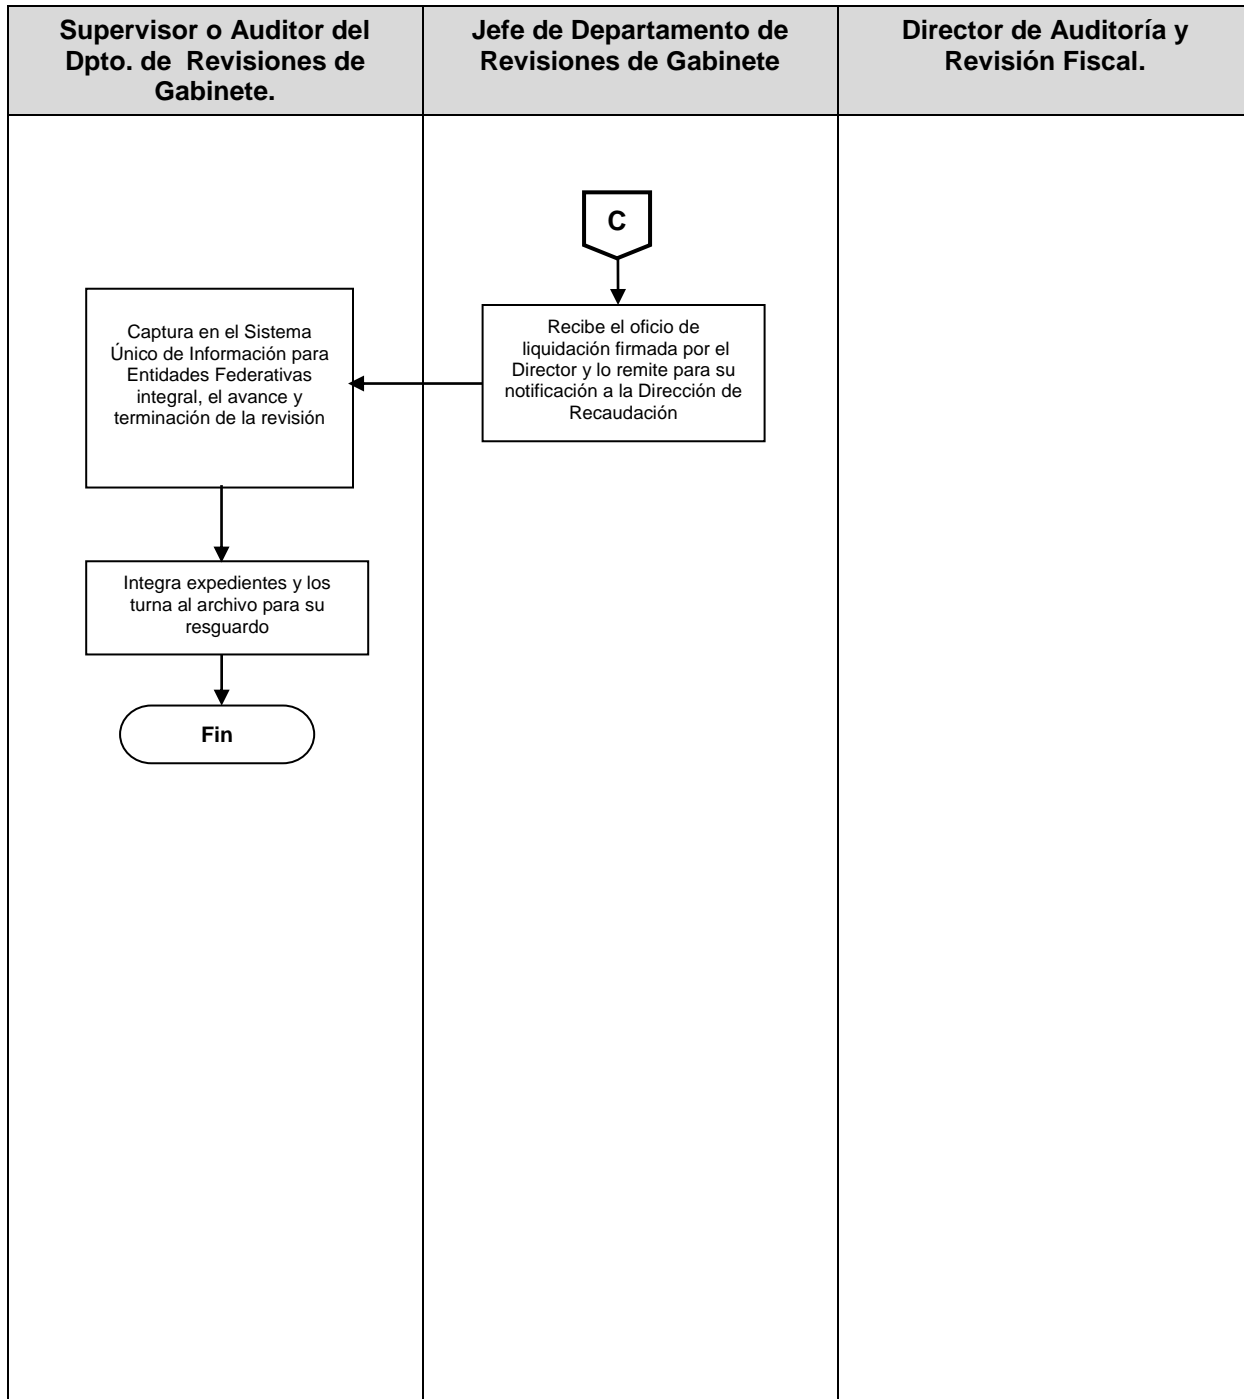 Supervisor o Auditor del
Dpto. de  Revisiones de
Gabinete.
Jefe de Departamento de
Revisiones de Gabinete
Director de Auditoría y
Revisión Fiscal.
C
Recibe el oficio de
liquidación firmada por el
Director y lo remite para su
notificación a la Dirección de
Recaudación
Captura en el Sistema
Único de Información para
Entidades Federativas
integral, el avance y
terminación de la revisión
Integra expedientes y los
turna al archivo para su
resguardo
Fin